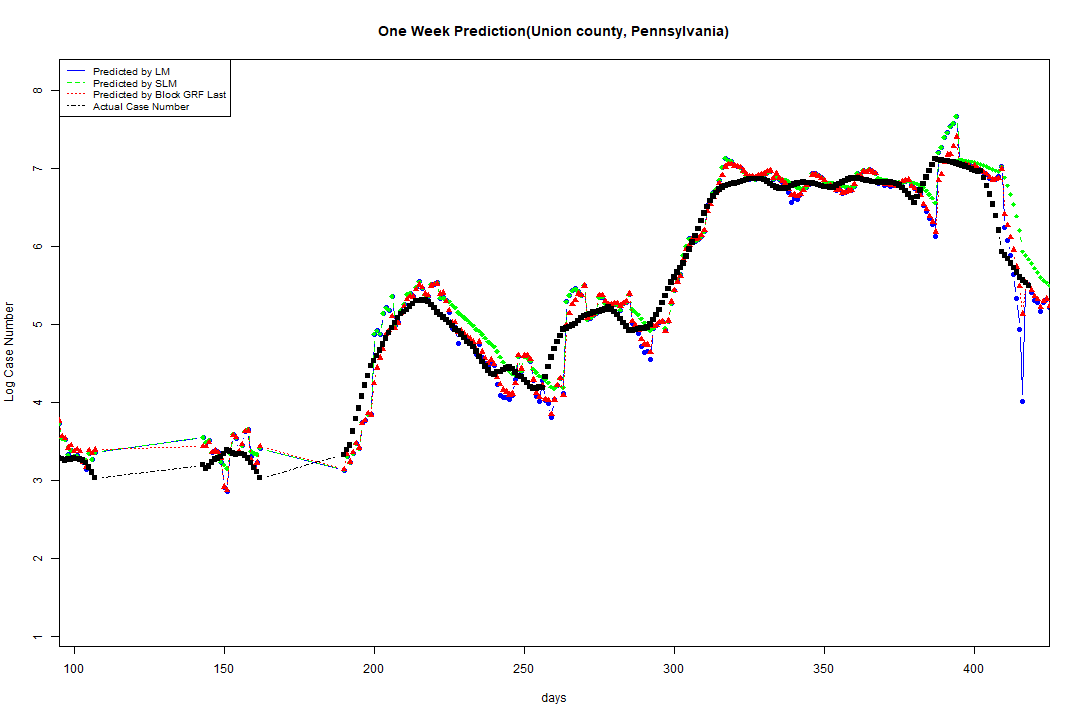 One Week Prediction(Union county, Pennsylvania)
Predicted by LM
Predicted by SLM
Predicted by Block GRF Last
Actual Case Number
8
7
6
5
4
3
2
1
Log Case Number
100 150 200 250 300 350 400
days